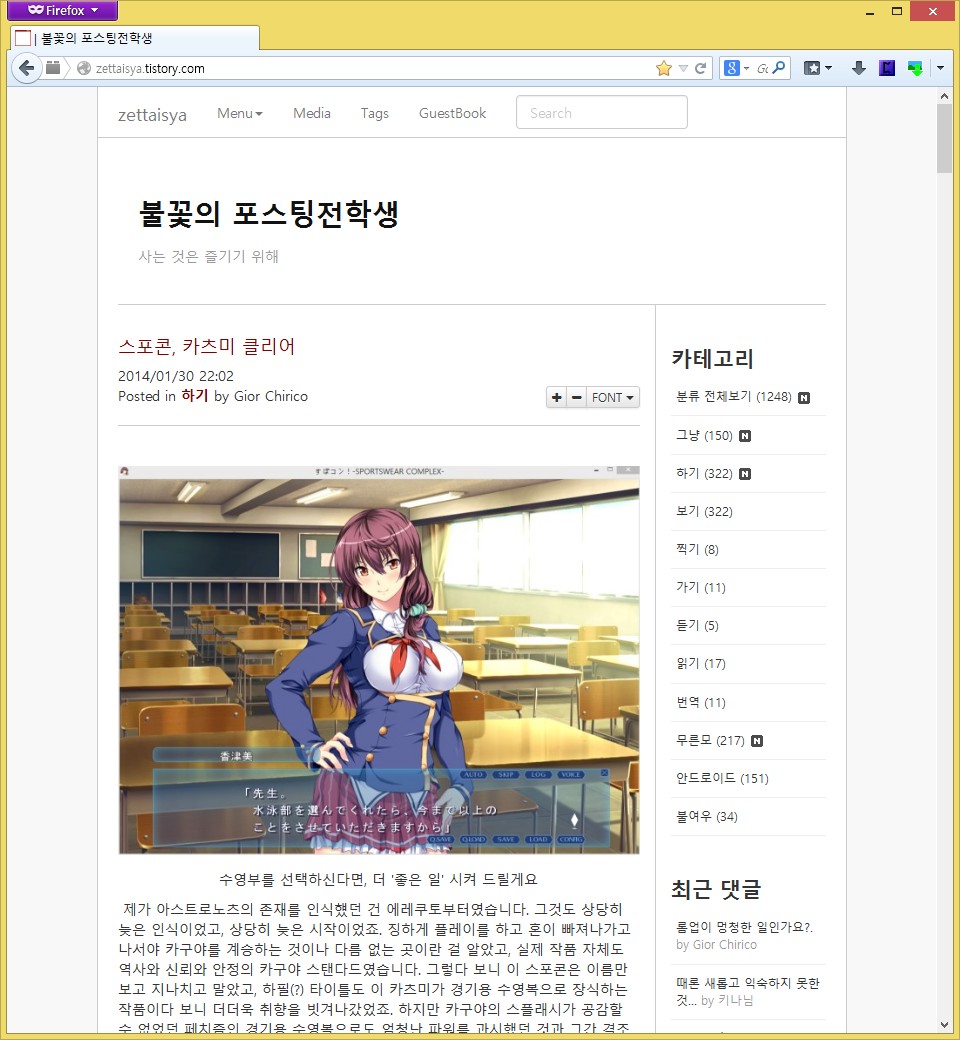 Firefox
| 불꽃의 포스팅전학생
zettaisya.tistory.com
zettaisya Menu Media Tags GuestBook Search
불꽃의 포스팅전학생
사는 것은 즐기기 위해
스포콘, 카츠미 클리어
2014/01/30 22:02
Posted in 하기 by Gior Chirico
FONT
すぽコン！-SPORTSWEAR COMPLEX-
香津美
AUTO SKIP LOG VOICE
「先生。
水泳部を選んでくれたら、今まで以上の
ことをさせていただきますから」
Q.SAVE Q.LOAD SAVE LOAD CONFIG
수영부를 선택하신다면, 더 '좋은 일' 시켜 드릴게요
제가 아스트로노츠의 존재를 인식했던 건 에레쿠토부터였습니다. 그것도 상당히
늦은 인식이었고, 상당히 늦은 시작이었죠. 징하게 플레이를 하고 혼이 빠져나가고
나서야 카구야를 계승하는 것이나 다름 없는 곳이란 걸 알았고, 실제 작품 자체도
역사와 신뢰와 안정의 카구야 스탠다드였습니다. 그렇다 보니 이 스포콘은 이름만
보고 지나치고 말았고, 하필(?) 타이틀도 이 카츠미가 경기용 수영복으로 장식하는
작품이다 보니 더더욱 취향을 빗겨나갔었죠. 하지만 카구야의 스플래시가 공감할
수 없었던 페치즘의 경기용 수영복으로도 엄청난 파워를 과시했던 것과 그간 격조
카테고리
분류 전체보기 (1248) N
그냥 (150) N
하기 (322) N
보기 (322)
찍기 (8)
가기 (11)
듣기 (5)
읽기 (17)
번역 (11)
무른모 (217) N
안드로이드 (151)
불여우 (34)
최근 댓글
롬업이 멍청한 일인가요?.
by Gior Chirico
때론 새롭고 익숙하지 못한
것... by 키나님